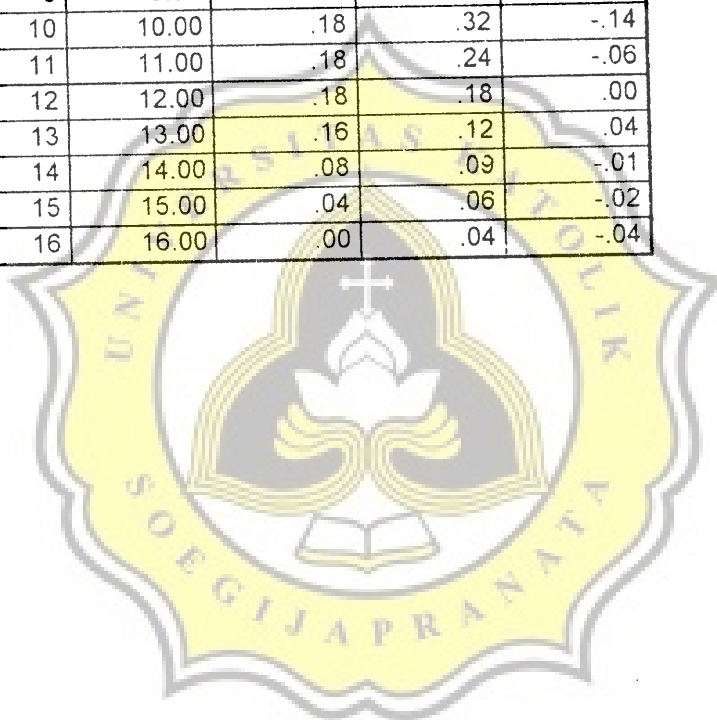 10 10.00 .18 .32 -.14
11 11.00 .18 .24 -.06
12 12.00 .18 .18 .00
13 13.00 .16 .12 .04
14 14.00 .08 .09 -.01
15 15.00 .04 .06 -.02
16 16.00 .00 .04 -.04
UNIVERSITAS KATOLIK
SOEGIJAPRANATA